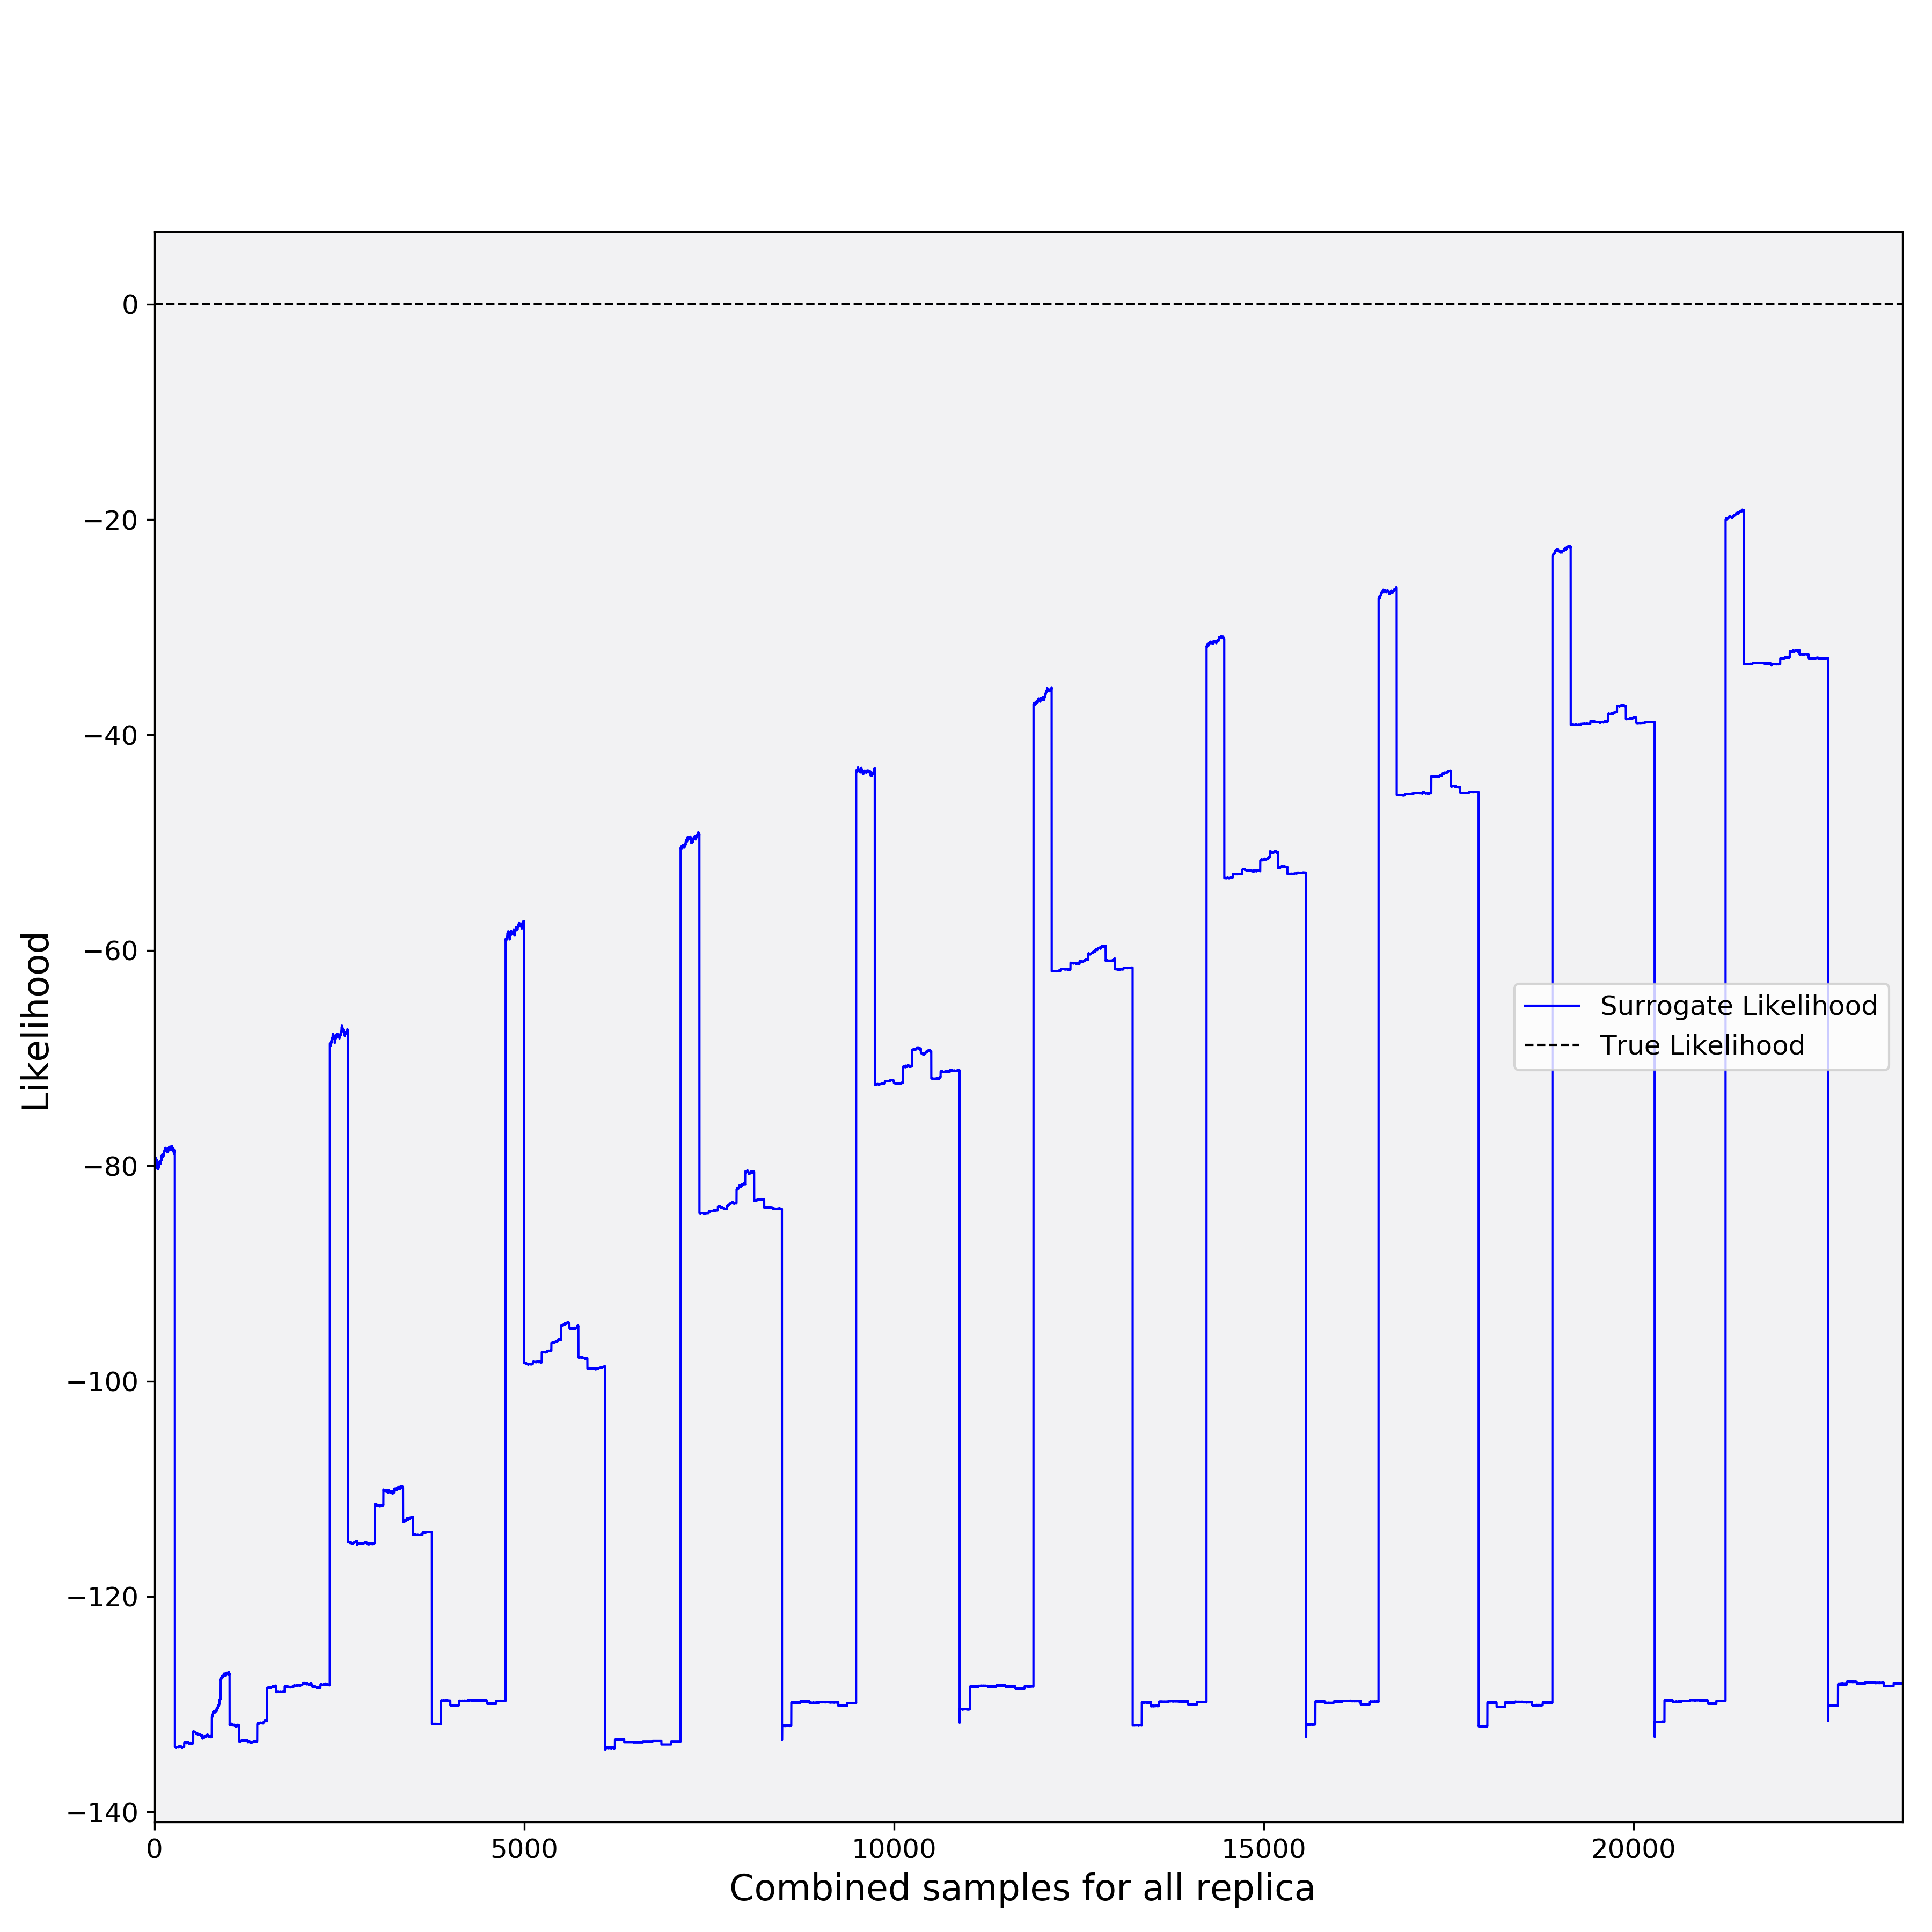 0
−20
−40
−60
−80
−100
−120
−140
Likelihood
Surrogate Likelihood
True Likelihood
0 5000 10000 15000 20000
Combined samples for all replica